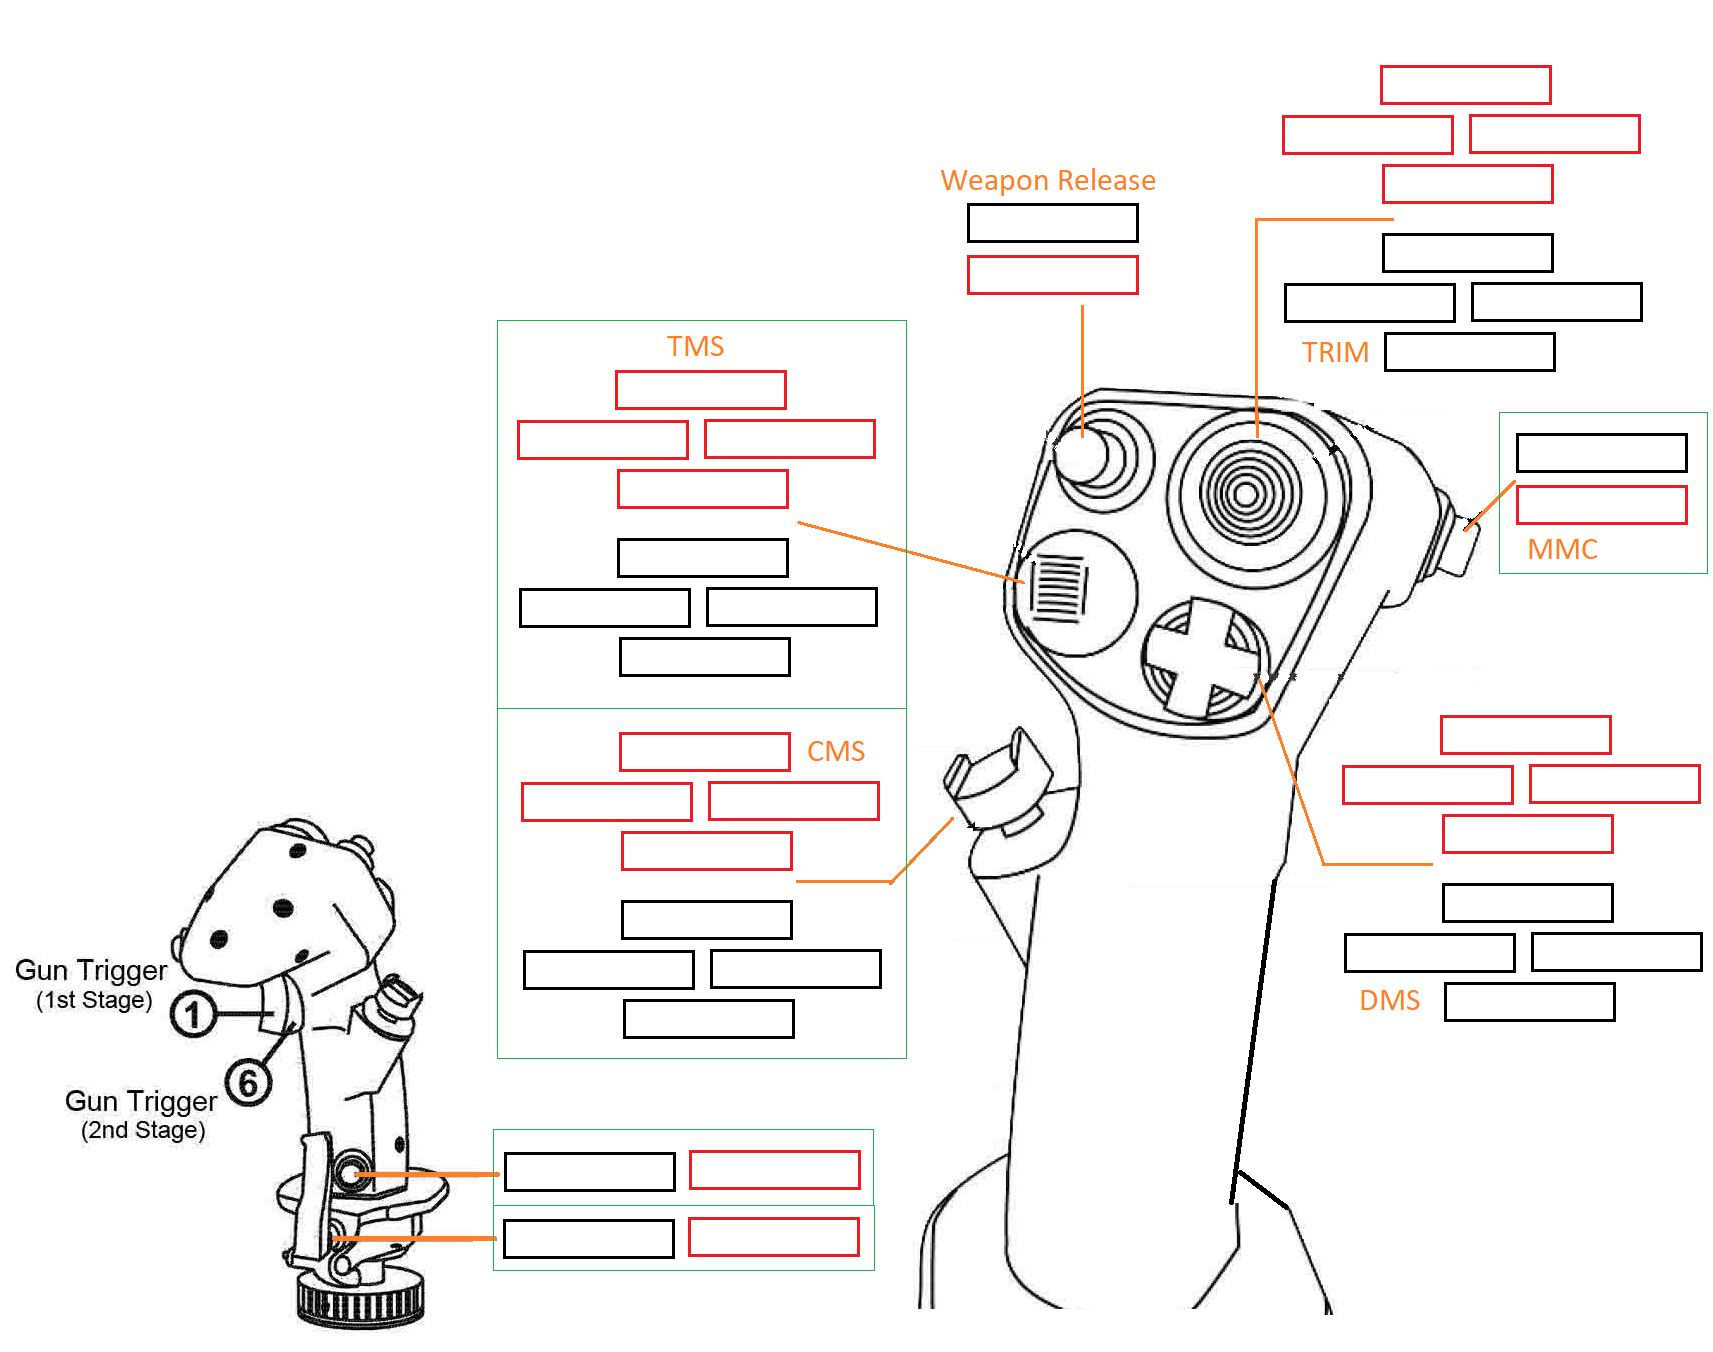 Weapon Release
TRIM
TMS
MMC
CMS
DMS
Gun Trigger
(1st Stage)
1
6
Gun Trigger
(2nd Stage)